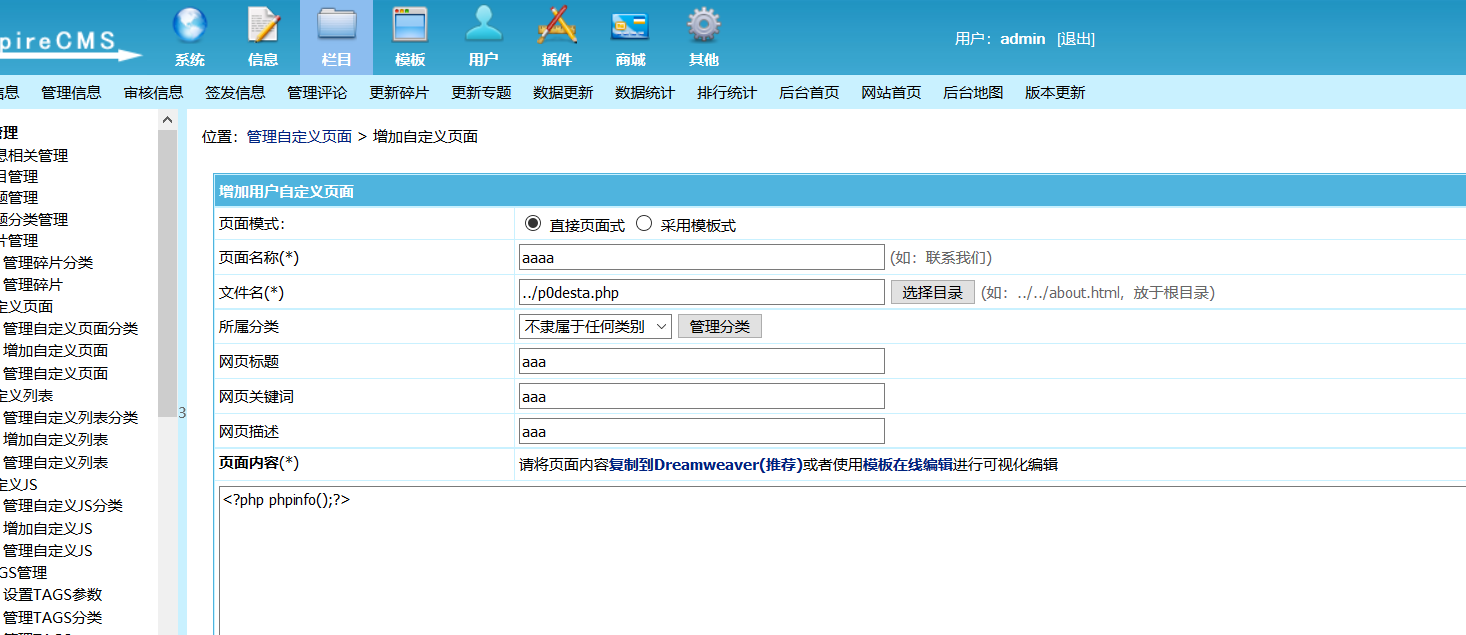 pireCMS
系统 信息 栏目 模板 用户 插件 商城 其他
用户：admin [退出]
信息 管理信息 审核信息 签发信息 管理评论 更新碎片 更新专题 数据更新 数据统计 排行统计 后台首页 网站首页 后台地图 版本更新
位置：管理自定义页面 > 增加自定义页面
管理
息相关管理
目管理
题管理
题分类管理
片管理
管理碎片分类
管理碎片
定义页面
管理自定义页面分类
增加自定义页面
管理自定义页面
定义列表
管理自定义列表分类
增加自定义列表
管理自定义列表
定义JS
管理自定义JS分类
增加自定义JS
管理自定义JS
GS管理
设置TAGS参数
管理TAGS分类
3
增加用户自定义页面
页面模式： 直接页面式 采用模板式
页面名称(*) aaaa (如：联系我们)
文件名(*) ../p0desta.php 选择目录 (如：../../about.html，放于根目录)
所属分类 不隶属于任何类别 管理分类
网页标题 aaa
网页关键词 aaa
网页描述 aaa
页面内容(*) 请将页面内容复制到Dreamweaver(推荐)或者使用模板在线编辑进行可视化编辑
<?php phpinfo();?>